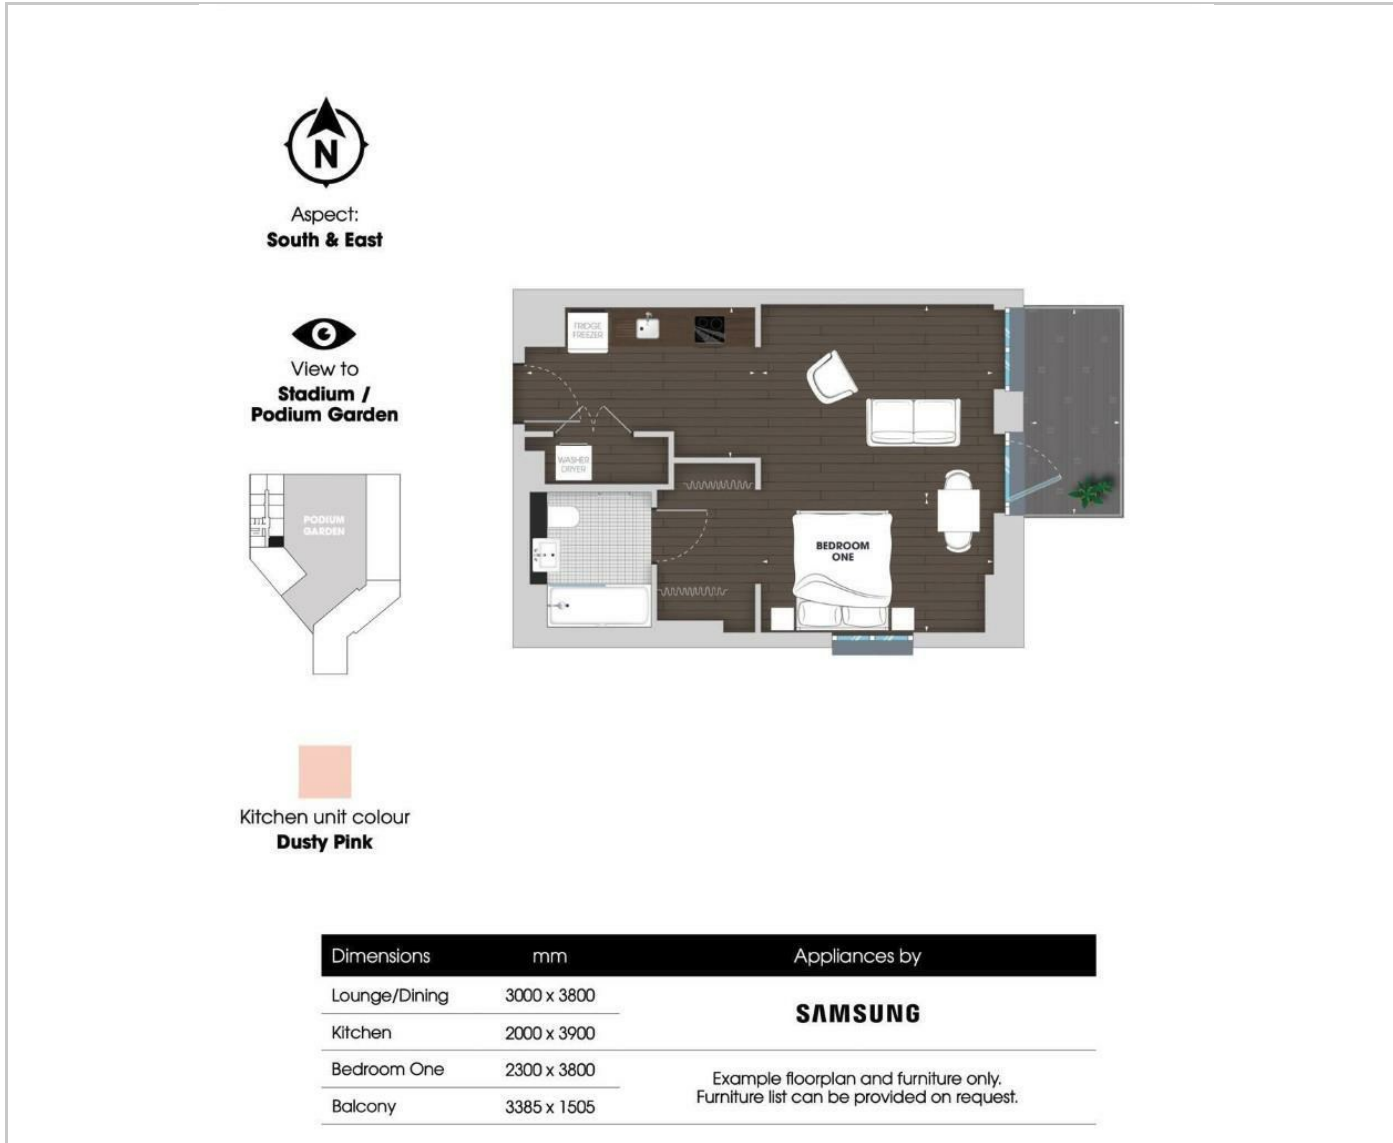 N
Aspect:
South & East
View to
Stadium /
Podium Garden
PODIUM
GARDEN
Kitchen unit colour
Dusty Pink
FRIDGE
FREEZER
WASHER
DRYER
BEDROOM
ONE
Dimensions mm Appliances by
Lounge/Dining 3000 x 3800
SAMSUNG
Kitchen 2000 x 3900
Bedroom One 2300 x 3800
Example floorplan and furniture only.
Furniture list can be provided on request.
Balcony 3385 x 1505